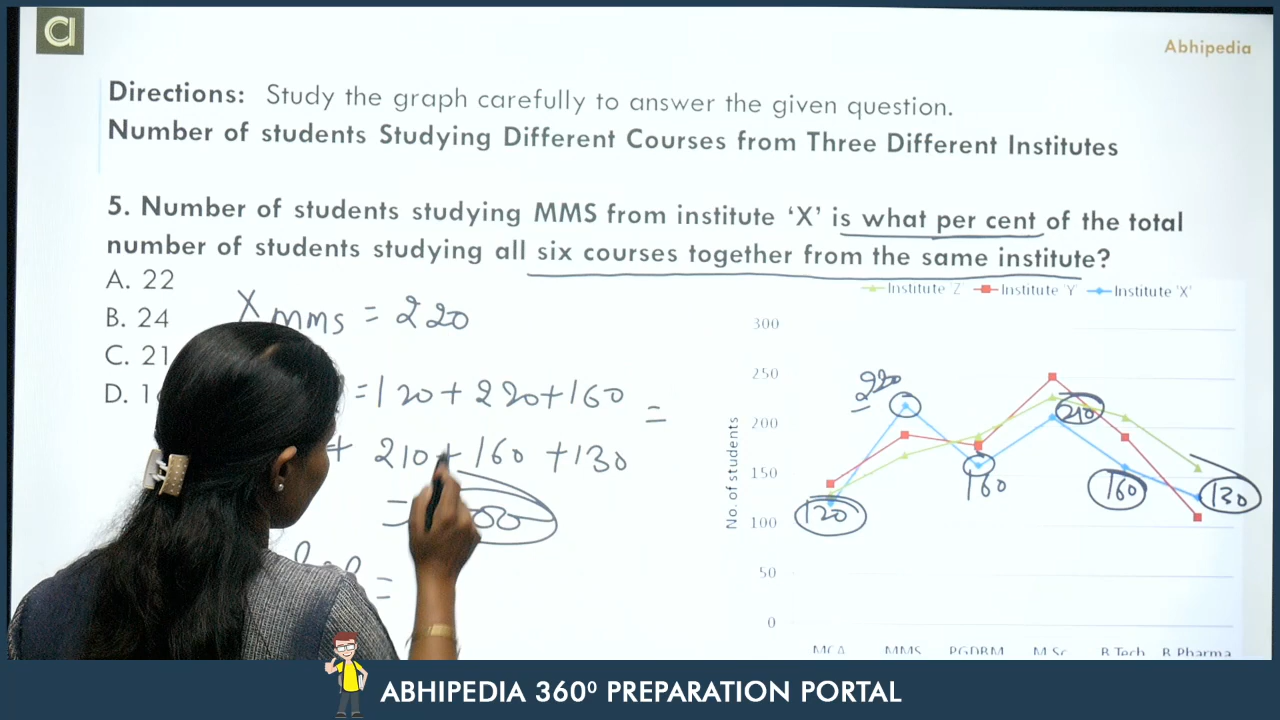 Abhipedia
Directions: Study the graph carefully to answer the given question.
Number of students Studying Different Courses from Three Different Institutes
5. Number of students studying MMS from institute ‘X’ is what per cent of the total
number of students studying all six courses together from the same institute?
A. 22
B. 24
C. 21
D.
X MMS = 220
= 120 + 220 + 160
=
+ 210 + 160 + 130
=
=
Institute 'Z' Institute 'Y' Institute 'X'
No. of students
300
250
200
150
100
50
0
220
120
160
210
160
130
MCA MMS PGDBM M.Sc B.Tech B.Pharma
ABHIPEDIA 360⁰ PREPARATION PORTAL